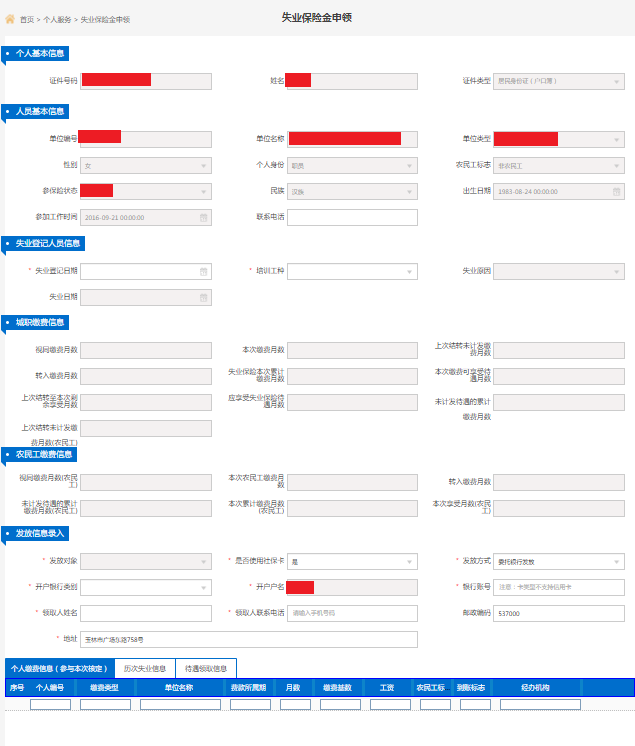 首页 > 个人服务 > 失业保险金申领
失业保险金申领
个人基本信息
证件号码 姓名 证件类型 居民身份证（户口簿）
人员基本信息
单位编号 单位名称 单位类型
性别 女 个人身份 职员 农民工标志 非农民工
参保险状态 民族 汉族 出生日期 1983-08-24 00:00:00
参加工作时间 2016-09-21 00:00:00 联系电话
失业登记人员信息
* 失业登记日期 * 培训工种 失业原因
失业日期
城职缴费信息
视同缴费月数 本次缴费月数 上次结转未计发缴费月数
转入缴费月数 失业保险本次累计缴费月数 本次缴费可享受待遇月数
上次结转至本次剩余享受月数 应享受失业保险待遇月数 未计发待遇的累计缴费月数
上次结转未计发缴费月数(农民工)
农民工缴费信息
视同缴费月数(农民工) 本次农民工缴费月数 转入缴费月数
未计发待遇的累计缴费月数(农民工) 本次累计缴费月数(农民工) 本次享受月数(农民工)
发放信息录入
* 发放对象 * 是否使用社保卡 是 * 发放方式 委托银行发放
* 开户银行类别 * 开户户名 * 银行账号 注意：卡类型不支持信用卡
* 领取人姓名 * 领取人联系电话 请输入手机号码 邮政编码 537000
* 地址 玉林市广场东路758号
个人缴费信息（参与本次核定） 历次失业信息 待遇领取信息
序号 个人编号 缴费类型 单位名称 费款所属期 月数 缴费基数 工资 农民工标 到账标志 经办机构